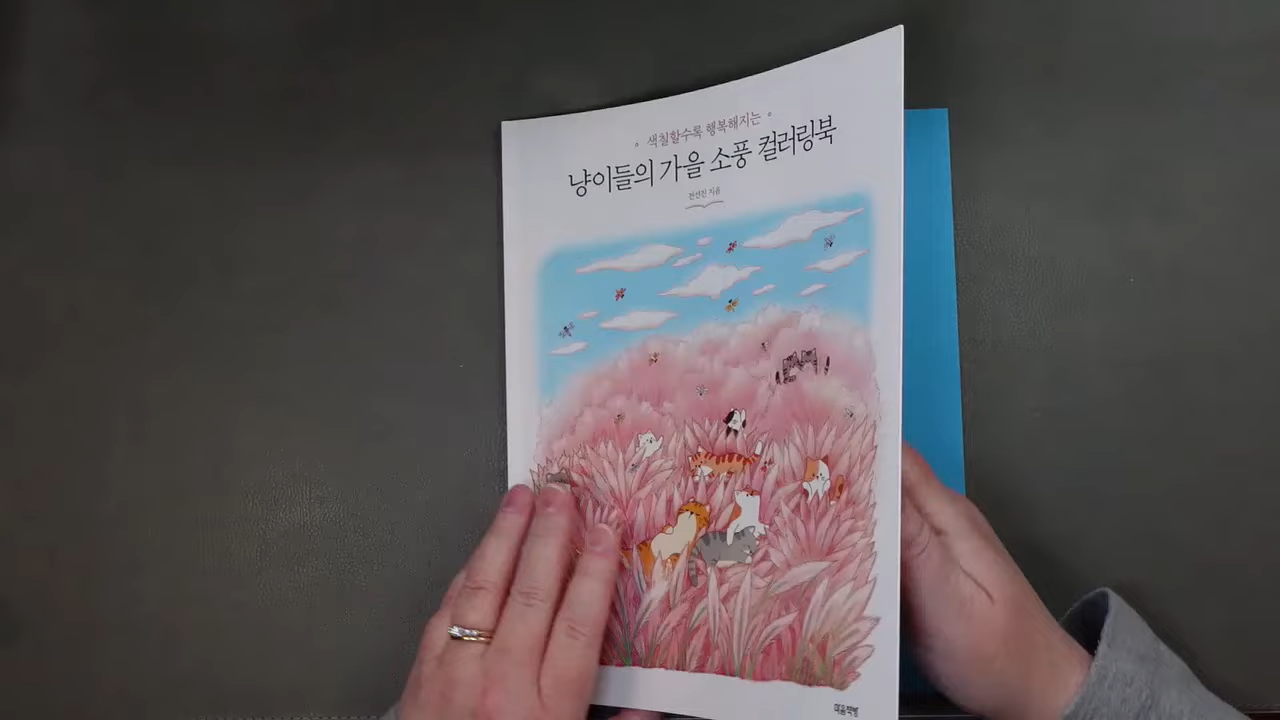 색칠할수록 행복해지는
냥이들의 가을 소풍 컬러링북
전선진 지음